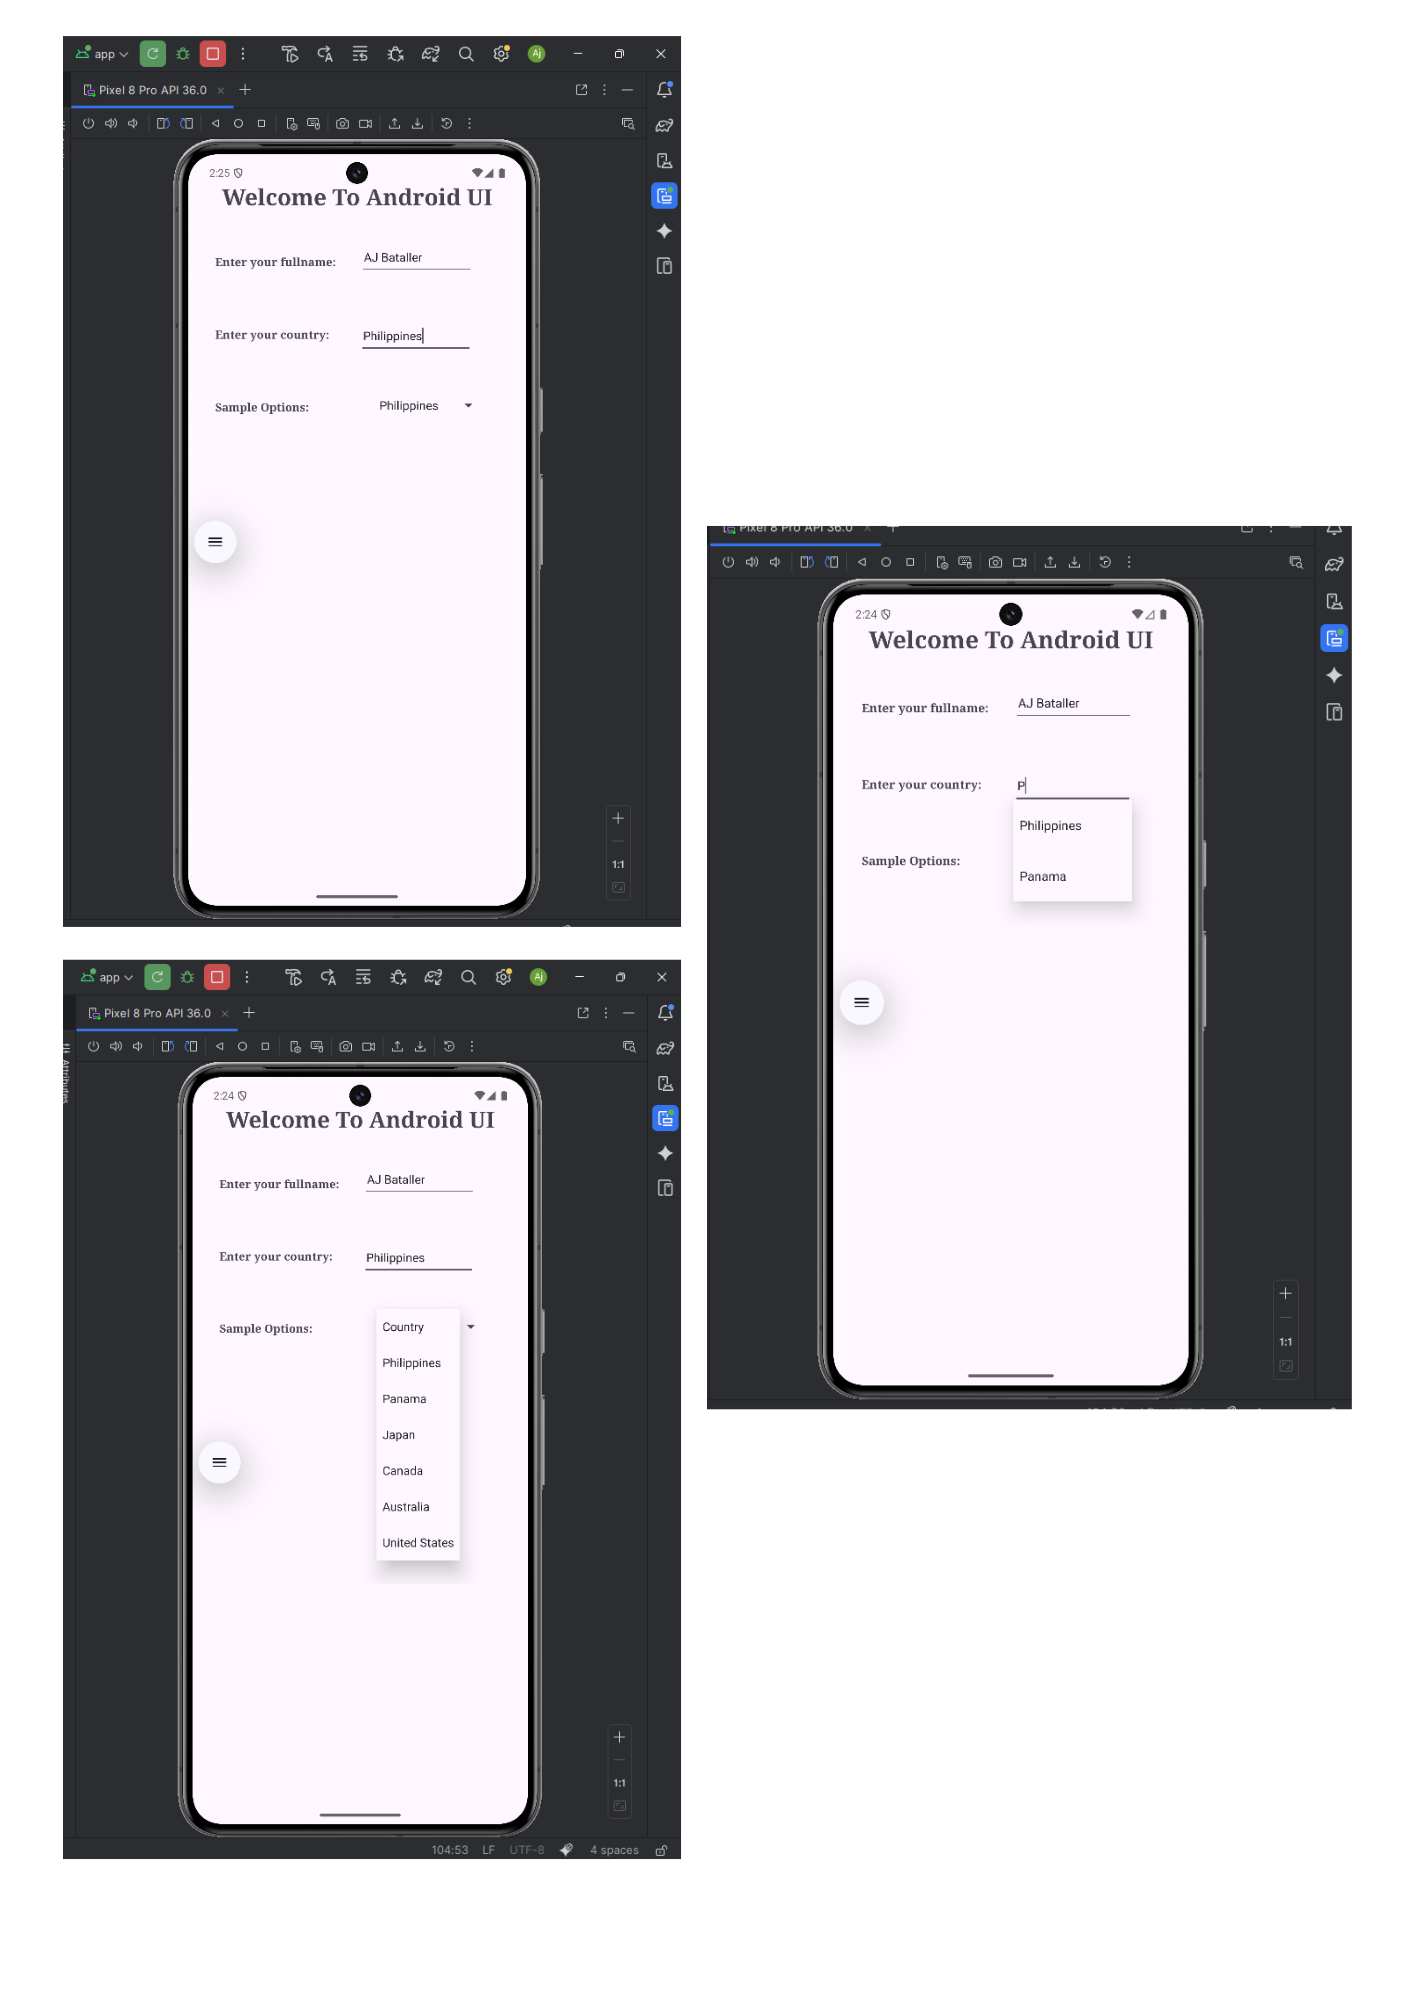 app
Aj
Pixel 8 Pro API 36.0
2:25
Welcome To Android UI
Enter your fullname: AJ Bataller
Enter your country: Philippines
Sample Options: Philippines
1:1
Pixel 8 Pro API 36.0
2:24
Welcome To Android UI
Enter your fullname: AJ Bataller
Enter your country: P
Philippines
Sample Options:
Panama
1:1
app
Aj
Pixel 8 Pro API 36.0
Attributes
2:24
Welcome To Android UI
Enter your fullname: AJ Bataller
Enter your country: Philippines
Sample Options: Country
Philippines
Panama
Japan
Canada
Australia
United States
1:1
104:53 LF UTF-8 4 spaces